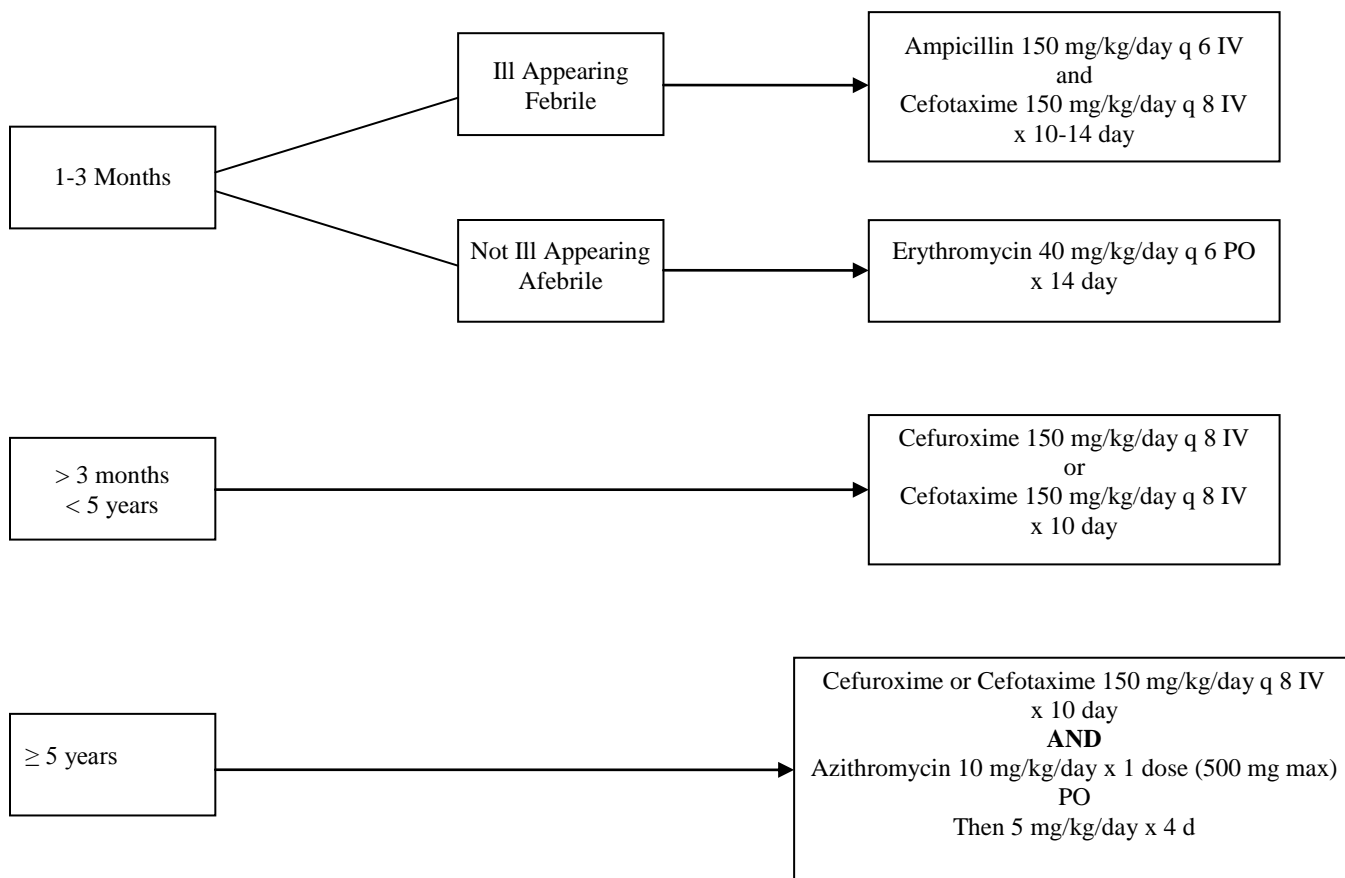 1-3 Months
Ill Appearing
Febrile
Ampicillin 150 mg/kg/day q 6 IV
and
Cefotaxime 150 mg/kg/day q 8 IV
x 10-14 day
Not Ill Appearing
Afebrile
Erythromycin 40 mg/kg/day q 6 PO
x 14 day
> 3 months
< 5 years
Cefuroxime 150 mg/kg/day q 8 IV
or
Cefotaxime 150 mg/kg/day q 8 IV
x 10 day
≥ 5 years
Cefuroxime or Cefotaxime 150 mg/kg/day q 8 IV
x 10 day
AND
Azithromycin 10 mg/kg/day x 1 dose (500 mg max)
PO
Then 5 mg/kg/day x 4 d